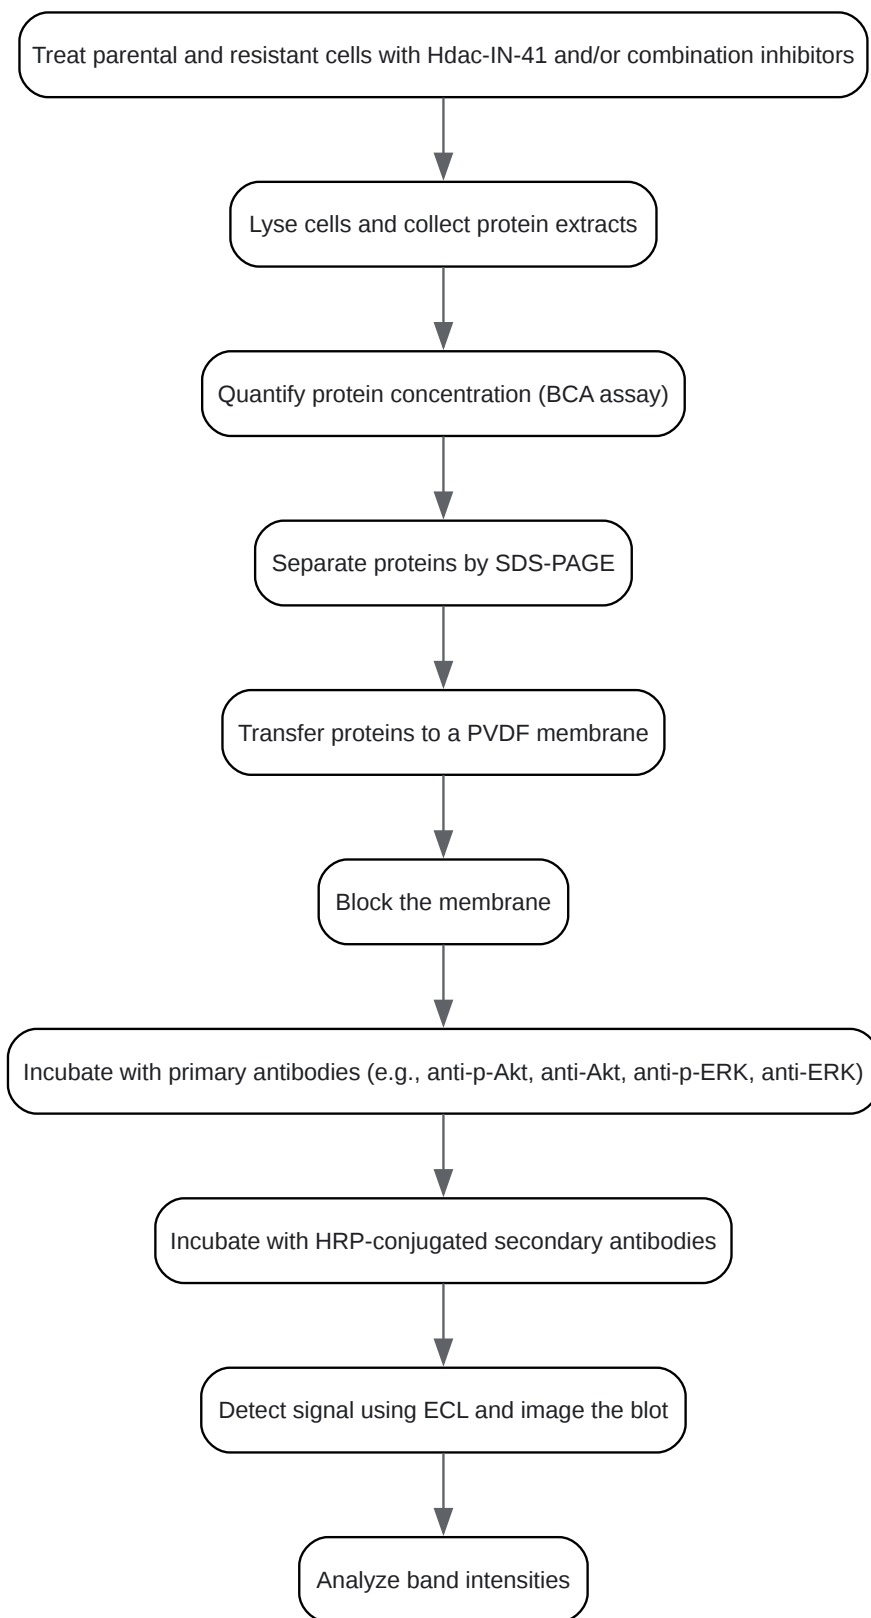 Treat parental and resistant cells with Hdac-IN-41 and/or combination inhibitors
Lyse cells and collect protein extracts
Quantify protein concentration (BCA assay)
Separate proteins by SDS-PAGE
Transfer proteins to a PVDF membrane
Block the membrane
Incubate with primary antibodies (e.g., anti-p-Akt, anti-Akt, anti-p-ERK, anti-ERK)
Incubate with HRP-conjugated secondary antibodies
Detect signal using ECL and image the blot
Analyze band intensities